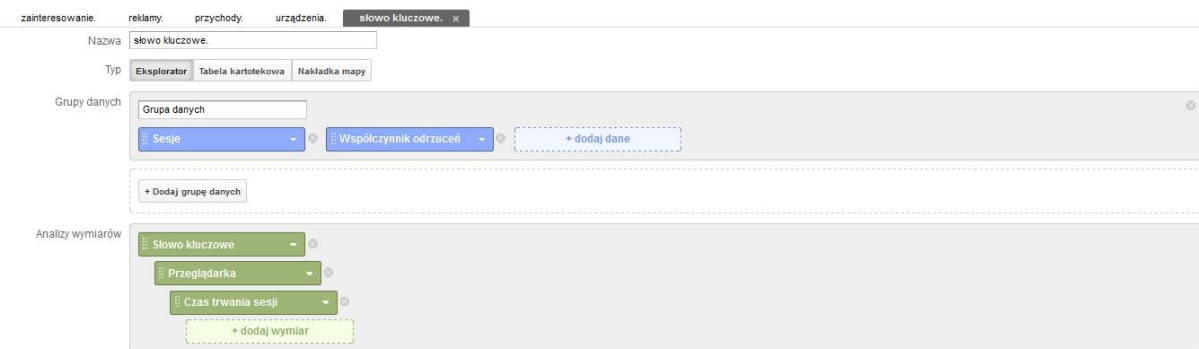 zainteresowanie. reklamy. przychody. urządzenia. słowo kluczowe. x
Nazwa słowo kluczowe.
Typ Eksplorator Tabela kartotekowa Nakładka mapy
Grupy danych
Grupa danych
Sesje Współczynnik odrzuceń + dodaj dane
+ Dodaj grupę danych
Analizy wymiarów
Słowo kluczowe
Przeglądarka
Czas trwania sesji
+ dodaj wymiar